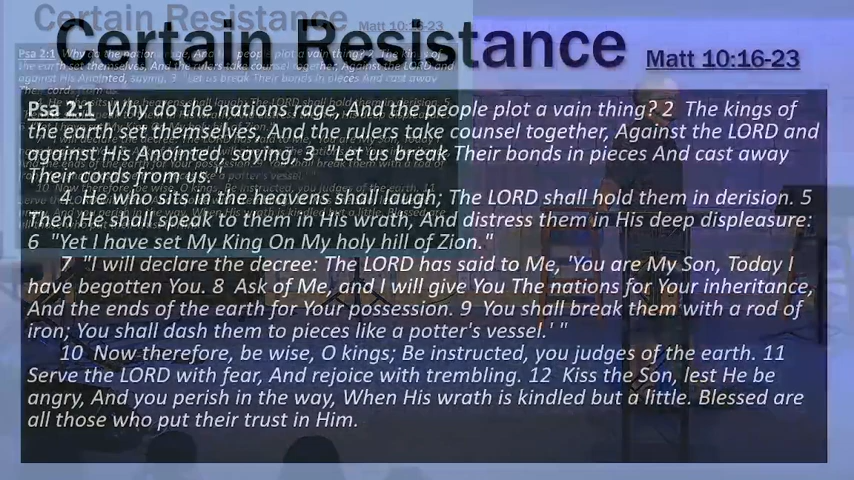 Certain Resistance Matt 10:16-23
Psa 2:1 Why do the nations rage, And the people plot a vain thing? 2 The kings of
the earth set themselves, And the rulers take counsel together, Against the LORD and
against His Anointed, saying, 3 "Let us break Their bonds in pieces And cast away
Their cords from us."
4 He who sits in the heavens shall laugh; The LORD shall hold them in derision. 5
Then He shall speak to them in His wrath, And distress them in His deep displeasure:
6 "Yet I have set My King On My holy hill of Zion."
7 "I will declare the decree: The LORD has said to Me, 'You are My Son, Today I
have begotten You. 8 Ask of Me, and I will give You The nations for Your inheritance,
And the ends of the earth for Your possession. 9 You shall break them with a rod of
iron; You shall dash them to pieces like a potter's vessel.' "
10 Now therefore, be wise, O kings; Be instructed, you judges of the earth. 11
Serve the LORD with fear, And rejoice with trembling. 12 Kiss the Son, lest He be
angry, And you perish in the way, When His wrath is kindled but a little. Blessed are
all those who put their trust in Him.
Certain Resistance Matt 10:16-23